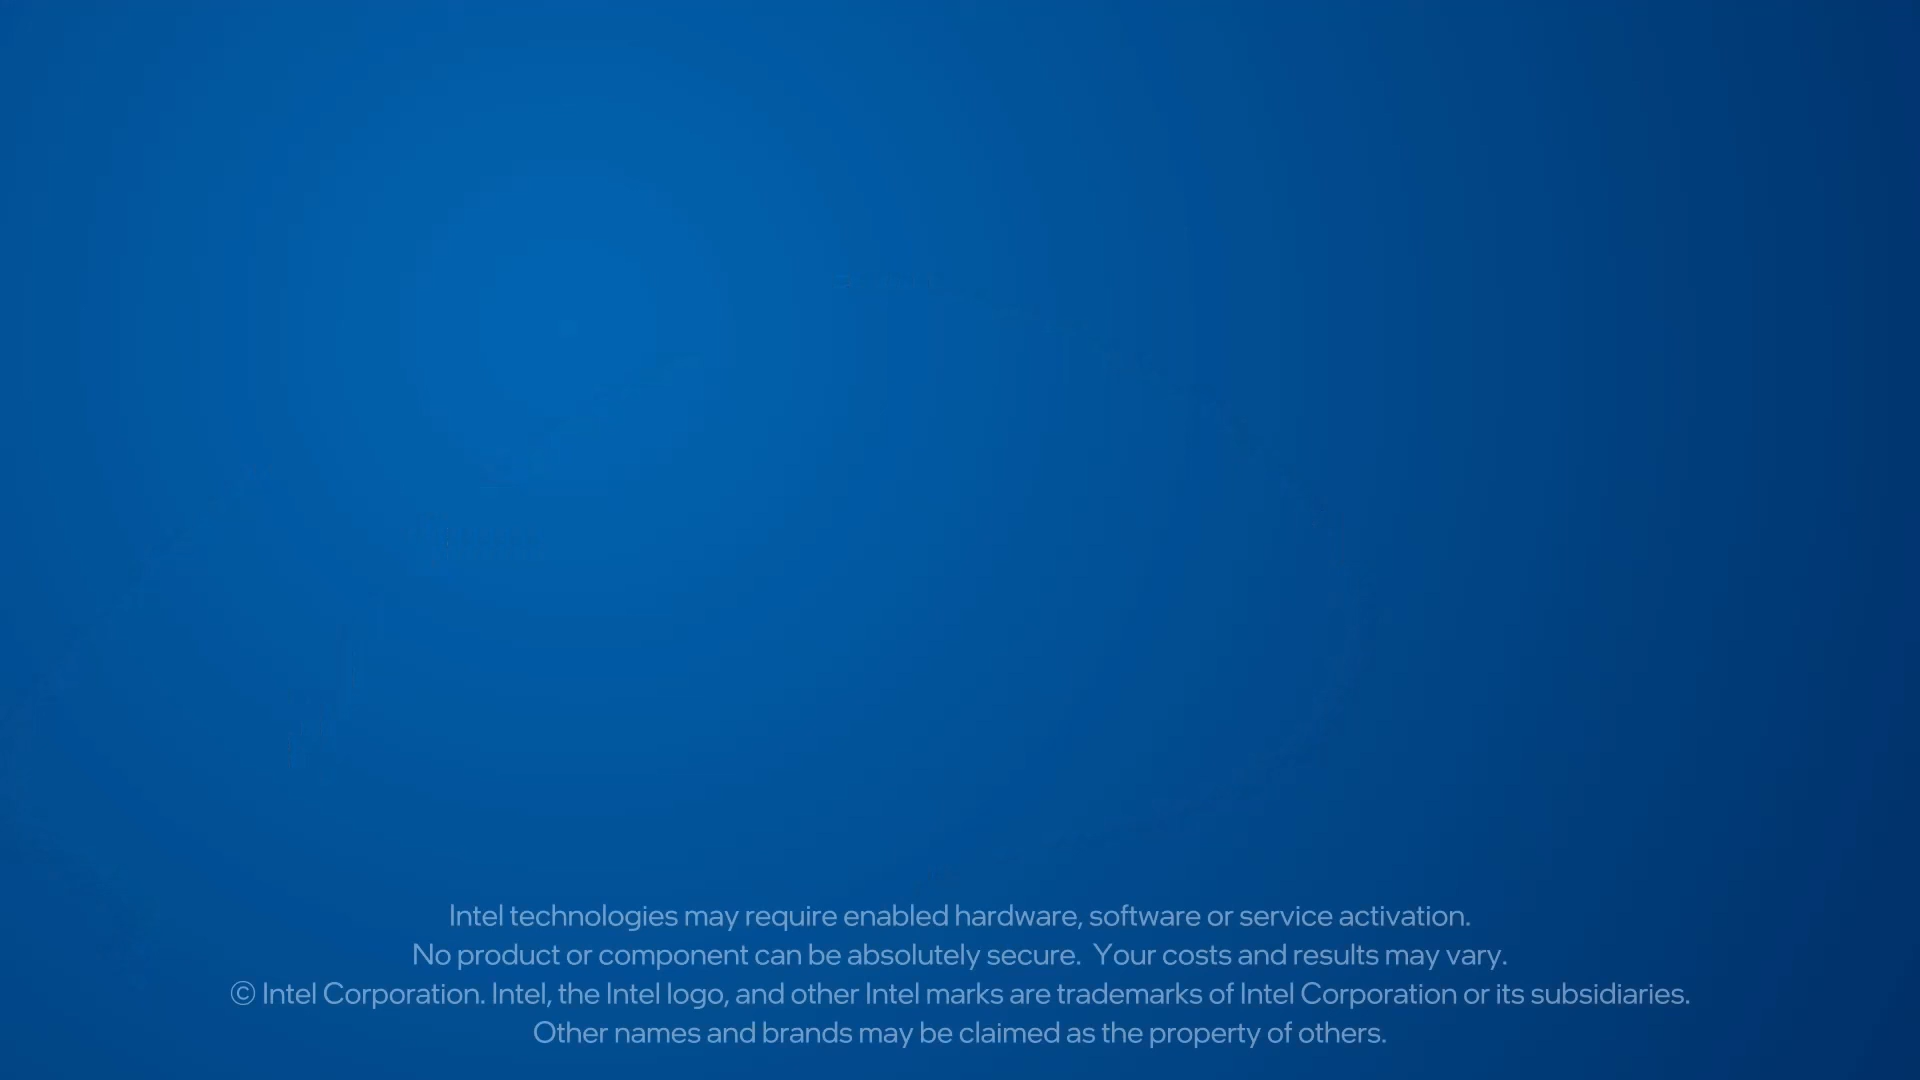 Intel technologies may require enabled hardware, software or service activation.
No product or component can be absolutely secure.  Your costs and results may vary.
© Intel Corporation. Intel, the Intel logo, and other Intel marks are trademarks of Intel Corporation or its subsidiaries.
Other names and brands may be claimed as the property of others.